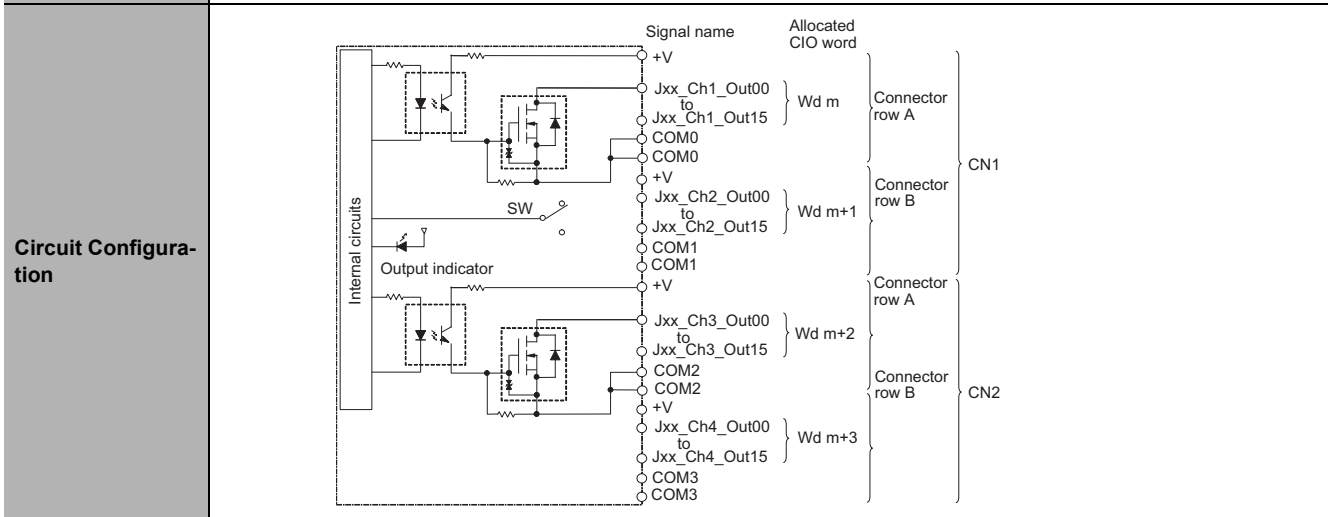 Circuit Configura-
tion
Signal name
Allocated
CIO word
+V
Jxx_Ch1_Out00
to
Jxx_Ch1_Out15
COM0
COM0
Wd m
Connector
row A
+V
Jxx_Ch2_Out00
to
Jxx_Ch2_Out15
COM1
COM1
Wd m+1
Connector
row B
CN1
Internal circuits
SW
Output indicator
+V
Jxx_Ch3_Out00
to
Jxx_Ch3_Out15
COM2
COM2
Wd m+2
Connector
row A
+V
Jxx_Ch4_Out00
to
Jxx_Ch4_Out15
COM3
COM3
Wd m+3
Connector
row B
CN2